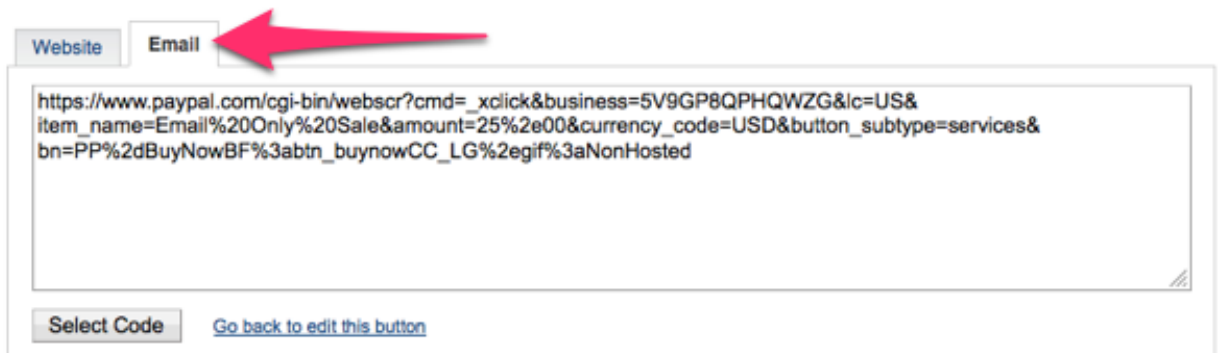 Website
Email
https://www.paypal.com/cgi-bin/webscr?cmd=_xclick&business=5V9GP8QPHQWZG&lc=US&
item_name=Email%20Only%20Sale&amount=25%2e00&currency_code=USD&button_subtype=services&
bn=PP%2dBuyNowBF%3abtn_buynowCC_LG%2egif%3aNonHosted
Select Code
Go back to edit this button